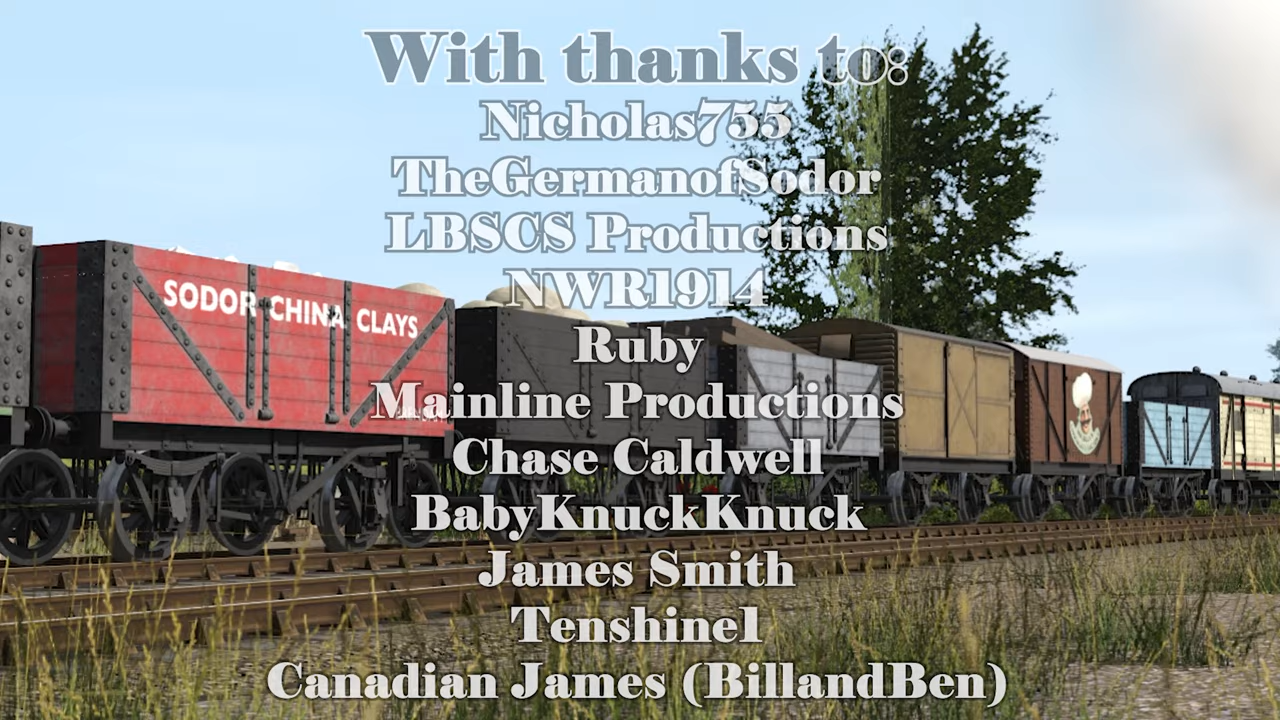 With thanks to:
Nicholas755
TheGermanofSodor
LBSCS Productions
NWR1914
SODOR CHINA CLAYS
Ruby
Mainline Productions
Chase Caldwell
BabyKnuckKnuck
James Smith
Tenshine1
Canadian James (BillandBen)